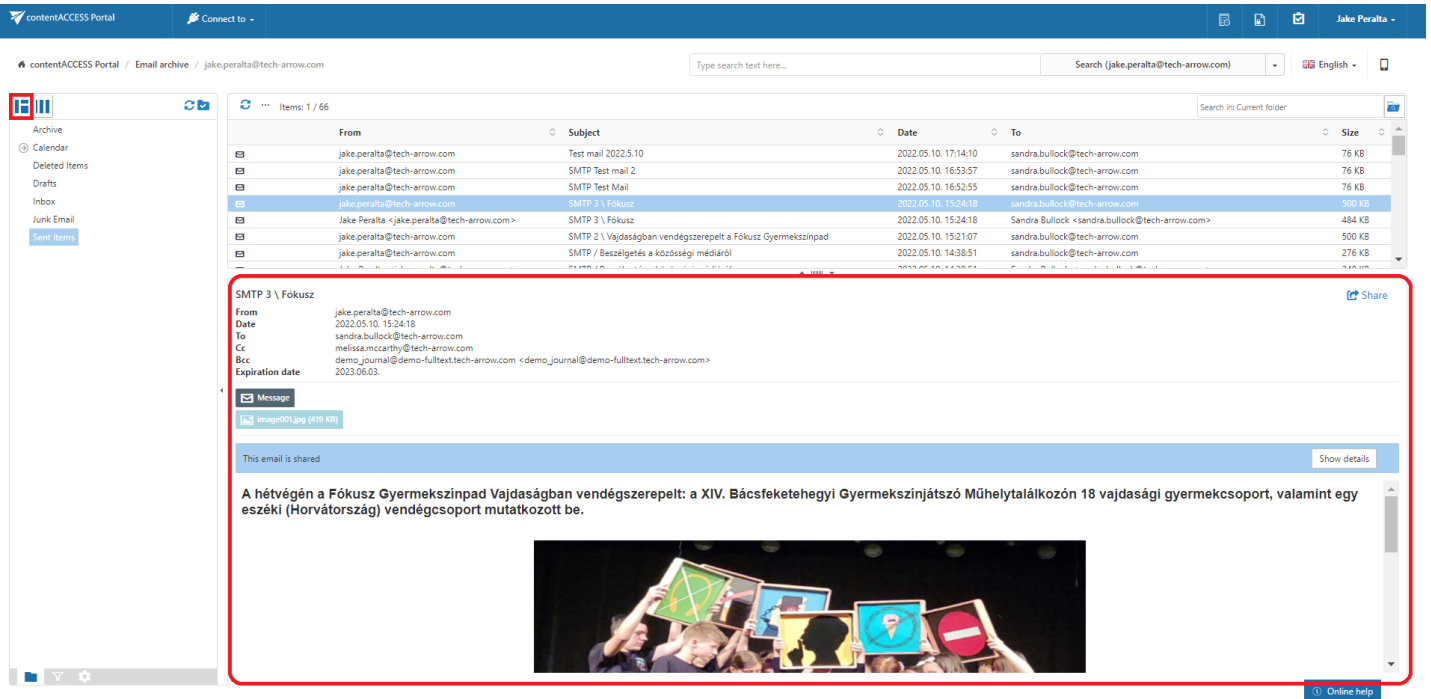 contentACCESS Portal
Connect to
Jake Peralta
contentACCESS Portal / Email archive / jake.peralta@tech-arrow.com
Type search text here...
Search (jake.peralta@tech-arrow.com)
English
Archive
Calendar
Deleted Items
Drafts
Inbox
Junk Email
Sent Items
Items: 1 / 66
Search in: Current folder
From Subject Date To Size
jake.peralta@tech-arrow.com Test mail 2022.5.10 2022.05.10. 17:14:10 sandra.bullock@tech-arrow.com 76 KB
jake.peralta@tech-arrow.com SMTP Test mail 2 2022.05.10. 16:53:57 sandra.bullock@tech-arrow.com 76 KB
jake.peralta@tech-arrow.com SMTP Test Mail 2022.05.10. 16:52:55 sandra.bullock@tech-arrow.com 76 KB
jake.peralta@tech-arrow.com SMTP 3 \ Fókusz 2022.05.10. 15:24:18 sandra.bullock@tech-arrow.com 500 KB
Jake Peralta <jake.peralta@tech-arrow.com> SMTP 3 \ Fókusz 2022.05.10. 15:24:18 Sandra Bullock <sandra.bullock@tech-arrow.com> 484 KB
jake.peralta@tech-arrow.com SMTP 2 \ Vajdaságban vendégszerepelt a Fókusz Gyermekszínpad 2022.05.10. 15:21:07 sandra.bullock@tech-arrow.com 500 KB
jake.peralta@tech-arrow.com SMTP / Beszélgetés a közösségi médiáról 2022.05.10. 14:38:51 sandra.bullock@tech-arrow.com 276 KB
SMTP 3 \ Fókusz
Share
From jake.peralta@tech-arrow.com
Date 2022.05.10. 15:24:18
To sandra.bullock@tech-arrow.com
Cc melissa.mccarthy@tech-arrow.com
Bcc demo_journal@demo-fulltext.tech-arrow.com <demo_journal@demo-fulltext.tech-arrow.com>
Expiration date 2023.06.03.
Message
image001.jpg (419 KB)
This email is shared
Show details
A hétvégén a Fókusz Gyermekszínpad Vajdaságban vendégszerepelt: a XIV. Bácsfeketehegyi Gyermekszínjátszó Műhelytalálkozón 18 vajdasági gyermekcsoport, valamint egy
eszéki (Horvátország) vendégcsoport mutatkozott be.
Online help